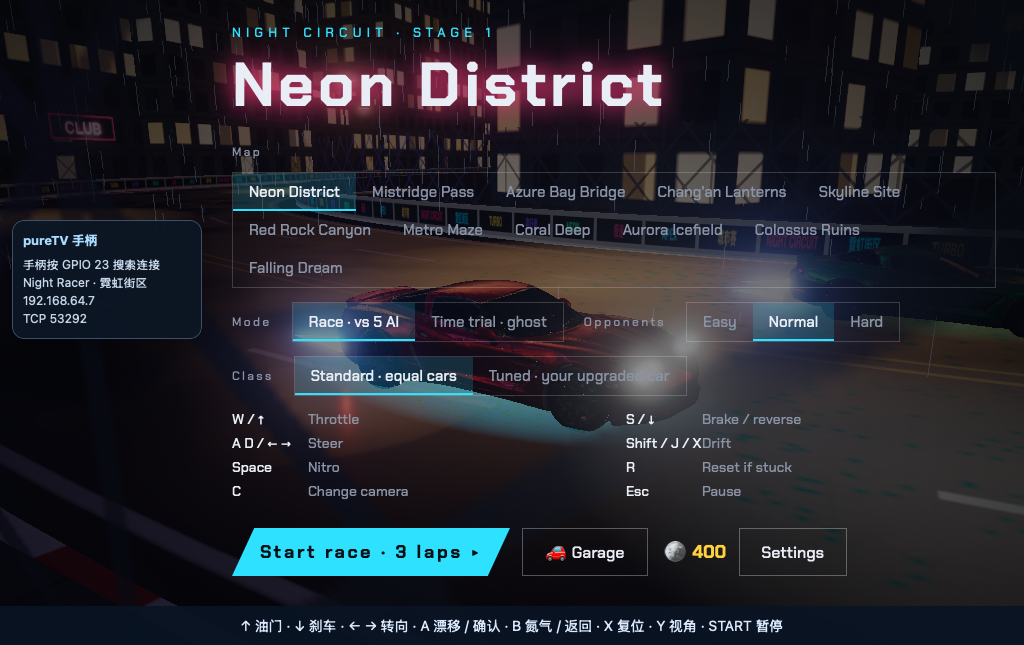 NIGHT CIRCUIT · STAGE 1
Neon District
CLUB
Map
Neon District Mistridge Pass Azure Bay Bridge Chang'an Lanterns Skyline Site
Red Rock Canyon Metro Maze Coral Deep Aurora Icefield Colossus Ruins
Falling Dream
TURBO
NIGHT CIRCUIT
TURBO
pureTV 手柄
手柄按 GPIO 23 搜索连接
Night Racer · 霓虹街区
192.168.64.7
TCP 53292
Mode Race · vs 5 AI Time trial · ghost Opponents Easy Normal Hard
Class Standard · equal cars Tuned · your upgraded car
W / ↑ Throttle S / ↓ Brake / reverse
A D / ← → Steer Shift / J / X Drift
Space Nitro R Reset if stuck
C Change camera Esc Pause
Start race · 3 laps ▸ 🚗 Garage 400 Settings
↑ 油门 · ↓ 刹车 · ← → 转向 · A 漂移 / 确认 · B 氮气 / 返回 · X 复位 · Y 视角 · START 暂停